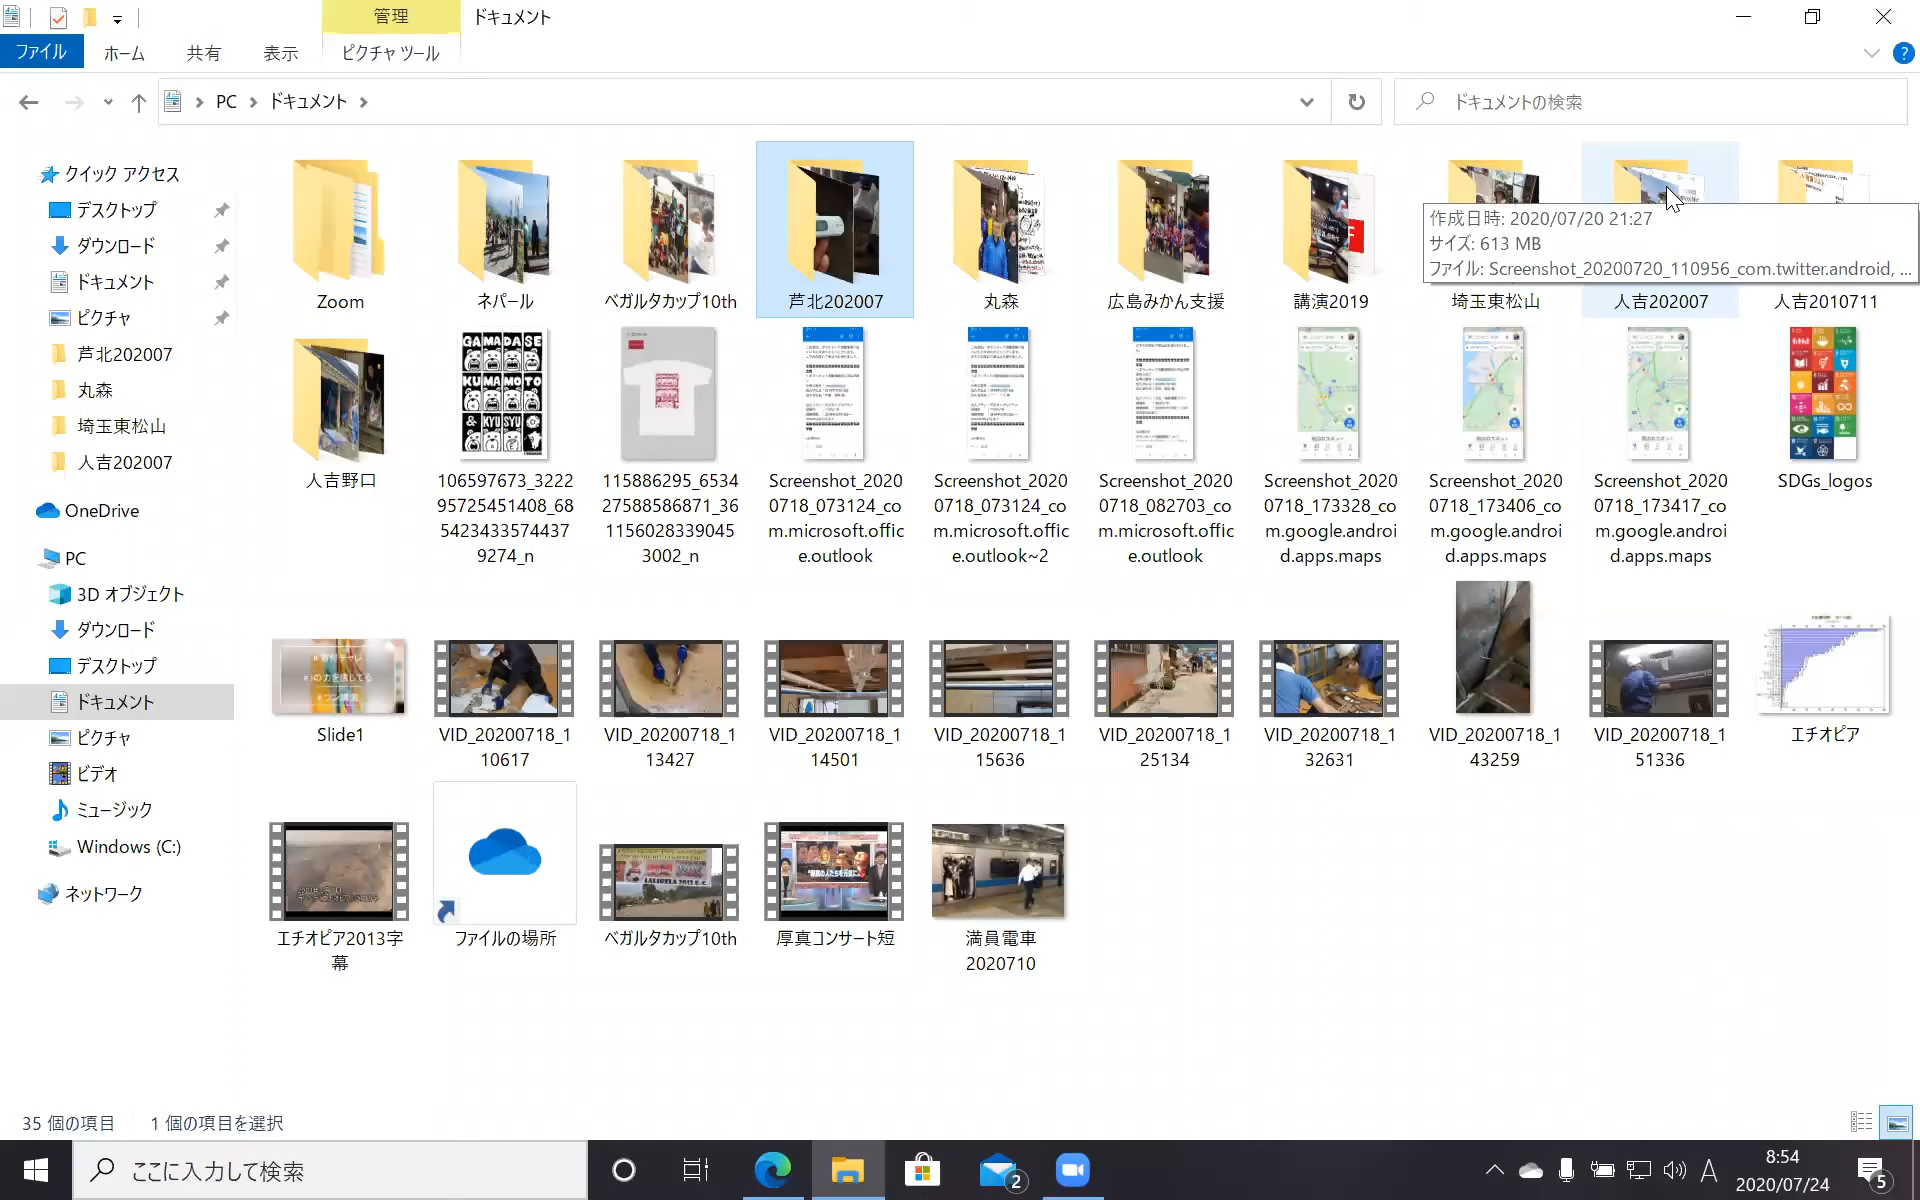 管理
ドキュメント
ファイル
ホーム
共有
表示
ピクチャ ツール
PC
ドキュメント
ドキュメントの検索
クイック アクセス
デスクトップ
ダウンロード
ドキュメント
ピクチャ
芦北202007
丸森
埼玉東松山
人吉202007
OneDrive
PC
3D オブジェクト
ダウンロード
デスクトップ
ドキュメント
ピクチャ
ビデオ
ミュージック
Windows (C:)
ネットワーク
作成日時: 2020/07/20 21:27
サイズ: 613 MB
ファイル: Screenshot_20200720_110956_com.twitter.android, ...
Zoom
ネパール
ベガルタカップ10th
芦北202007
丸森
広島みかん支援
講演2019
埼玉東松山
人吉202007
人吉2010711
GAMADASE
KUMAMOTO
& KYUSYU
人吉野口
106597673_3222
95725451408_68
5423433574437
9274_n
115886295_6534
27588586871_36
1156028339045
3002_n
Screenshot_2020
0718_073124_co
m.microsoft.offic
e.outlook
Screenshot_2020
0718_073124_co
m.microsoft.offic
e.outlook~2
Screenshot_2020
0718_082703_co
m.microsoft.offic
e.outlook
Screenshot_2020
0718_173328_co
m.google.androi
d.apps.maps
Screenshot_2020
0718_173406_co
m.google.androi
d.apps.maps
Screenshot_2020
0718_173417_co
m.google.androi
d.apps.maps
SDGs_logos
Slide1
VID_20200718_1
10617
VID_20200718_1
13427
VID_20200718_1
14501
VID_20200718_1
15636
VID_20200718_1
25134
VID_20200718_1
32631
VID_20200718_1
43259
VID_20200718_1
51336
エチオピア
エチオピア2013字
幕
ファイルの場所
ベガルタカップ10th
厚真コンサート短
満員電車
2020710
35 個の項目
1 個の項目を選択
ここに入力して検索
2
A
8:54
2020/07/24
5